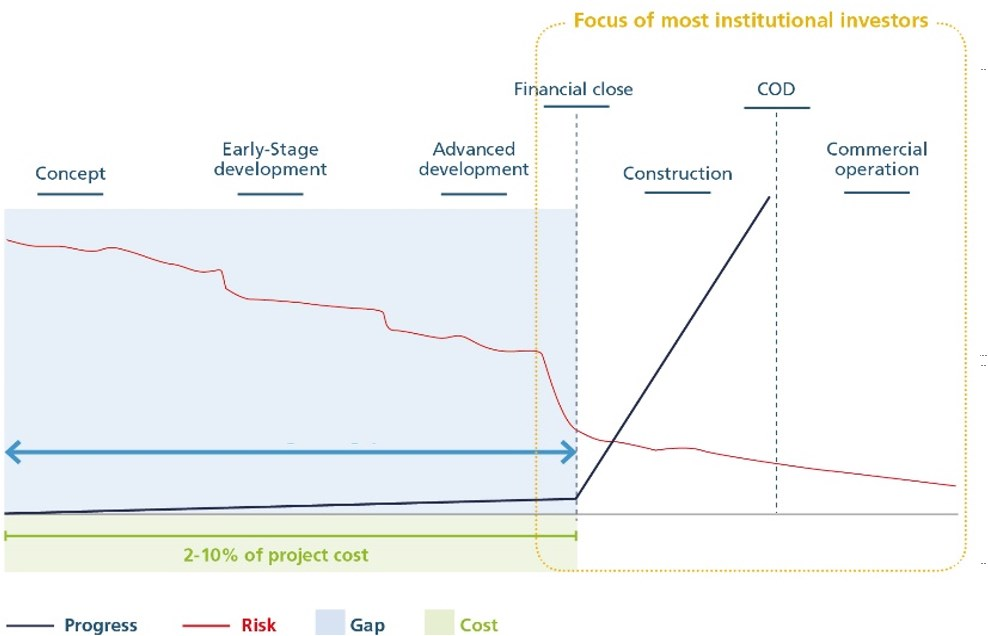 Focus of most institutional investors
Financial close
COD
Concept
Early-Stage
development
Advanced
development
Construction
Commercial
operation
2-10% of project cost
Progress
Risk
Gap
Cost